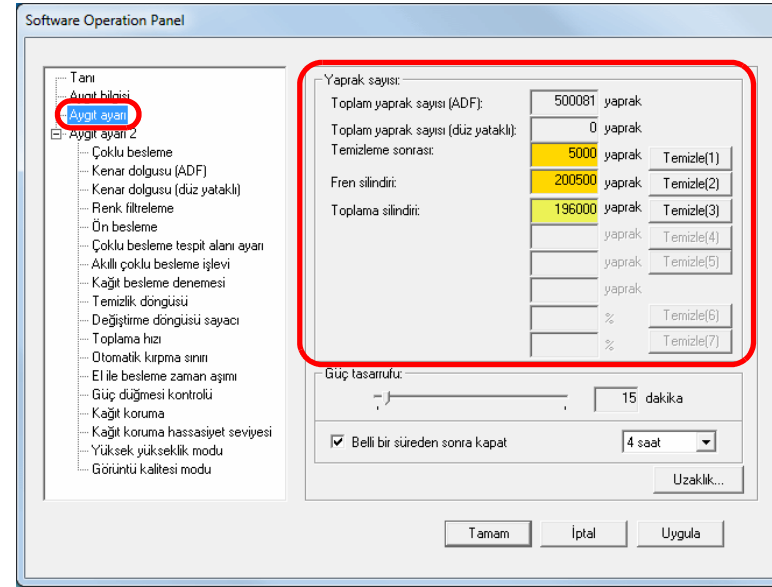 Software Operation Panel
Tanı
Aygıt bilgisi
Aygıt ayarı
Aygıt ayarı 2
Çoklu besleme
Kenar dolgusu (ADF)
Kenar dolgusu (düz yataklı)
Renk filtreleme
Ön besleme
Çoklu besleme tespit alanı ayarı
Akıllı çoklu besleme işlevi
Kağıt besleme denemesi
Temizlik döngüsü
Değiştirme döngüsü sayacı
Toplama hızı
Otomatik kırpma sınırı
El ile besleme zaman aşımı
Güç düğmesi kontrolü
Kağıt koruma
Kağıt koruma hassasiyet seviyesi
Yüksek yükseklik modu
Görüntü kalitesi modu
Yaprak sayısı:
Toplam yaprak sayısı (ADF): 500081 yaprak
Toplam yaprak sayısı (düz yataklı): 0 yaprak
Temizleme sonrası: 5000 yaprak Temizle(1)
Fren silindiri: 200500 yaprak Temizle(2)
Toplama silindiri: 196000 yaprak Temizle(3)
yaprak Temizle(4)
yaprak Temizle(5)
yaprak
% Temizle(6)
% Temizle(7)
Güç tasarrufu:
15 dakika
Belli bir süreden sonra kapat 4 saat
Uzaklık...
Tamam İptal Uygula